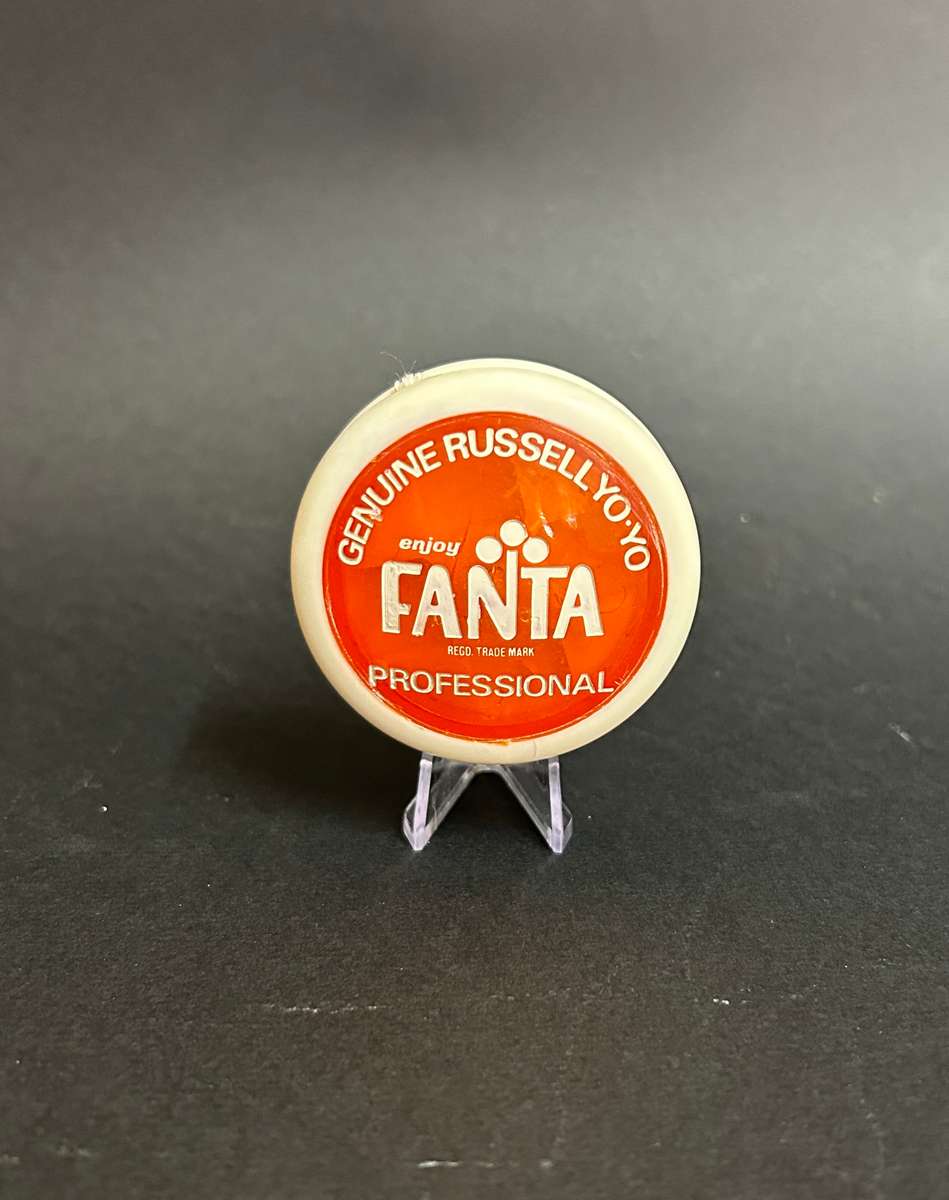 GENUINE RUSSELL YO·YO
enjoy
FANTA
REGD. TRADE MARK
PROFESSIONAL